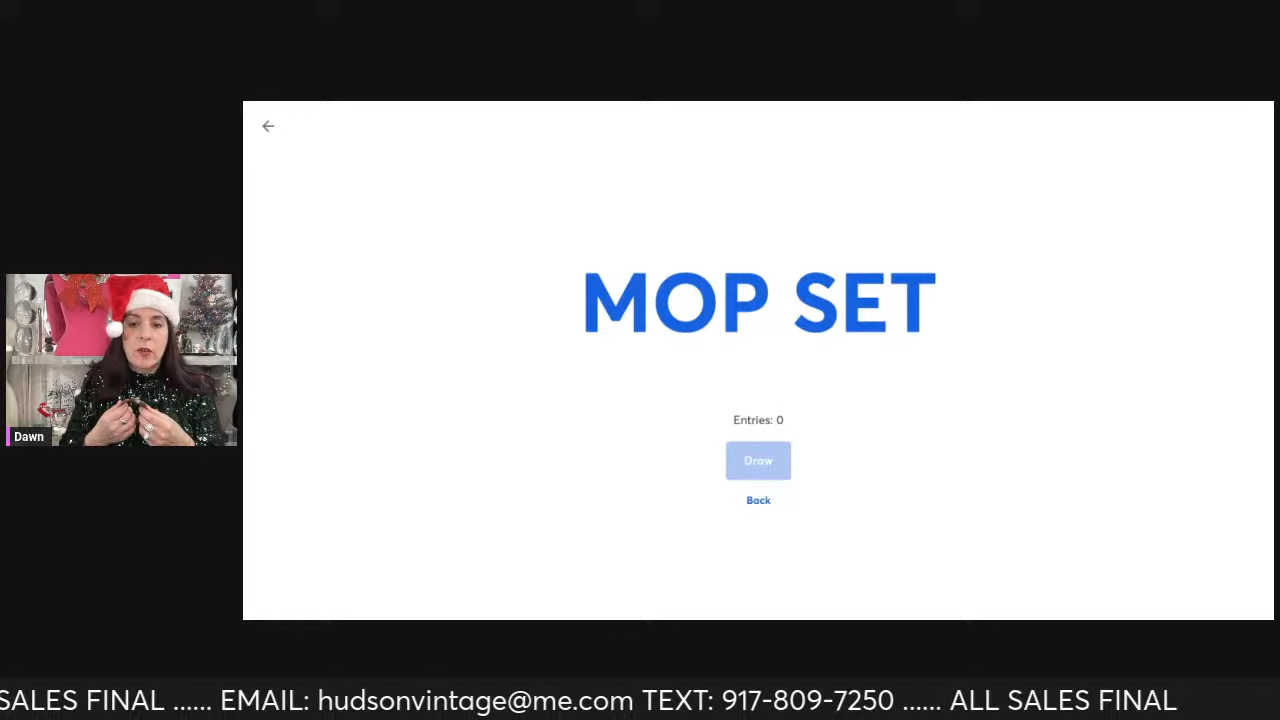 MOP SET
Entries: 0
Draw
Back
Dawn
SALES FINAL ...... EMAIL: hudsonvintage@me.com TEXT: 917-809-7250 ...... ALL SALES FINAL